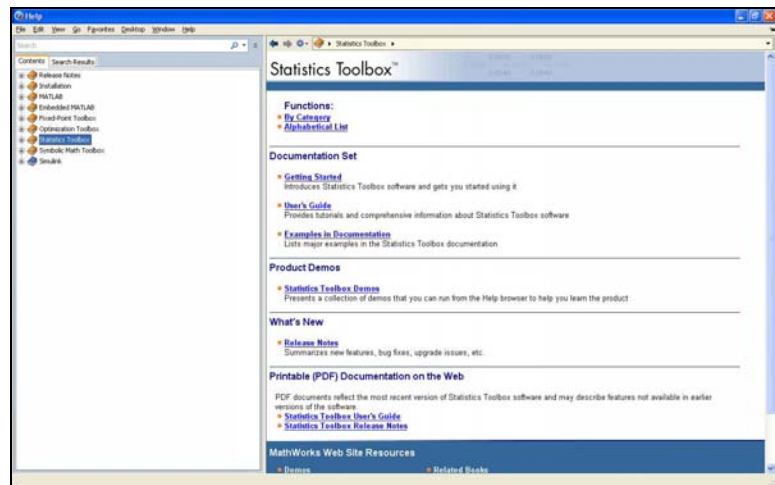 Help
File Edit View Go Favorites Desktop Window Help
Search
Contents Search Results
Release Notes
Installation
MATLAB
Embedded MATLAB
Fixed-Point Toolbox
Optimization Toolbox
Statistics Toolbox
Symbolic Math Toolbox
Simulink
Statistics Toolbox
Statistics Toolbox™
Functions:
By Category
Alphabetical List
Documentation Set
Getting Started
Introduces Statistics Toolbox software and gets you started using it
User's Guide
Provides tutorials and comprehensive information about Statistics Toolbox software
Examples in Documentation
Lists major examples in the Statistics Toolbox documentation
Product Demos
Statistics Toolbox Demos
Presents a collection of demos that you can run from the Help browser to help you learn the product
What's New
Release Notes
Summarizes new features, bug fixes, upgrade issues, etc.
Printable (PDF) Documentation on the Web
PDF documents reflect the most recent version of Statistics Toolbox software and may describe features not available in earlier
versions of the software.
Statistics Toolbox User's Guide
Statistics Toolbox Release Notes
MathWorks Web Site Resources
Demos Related Books